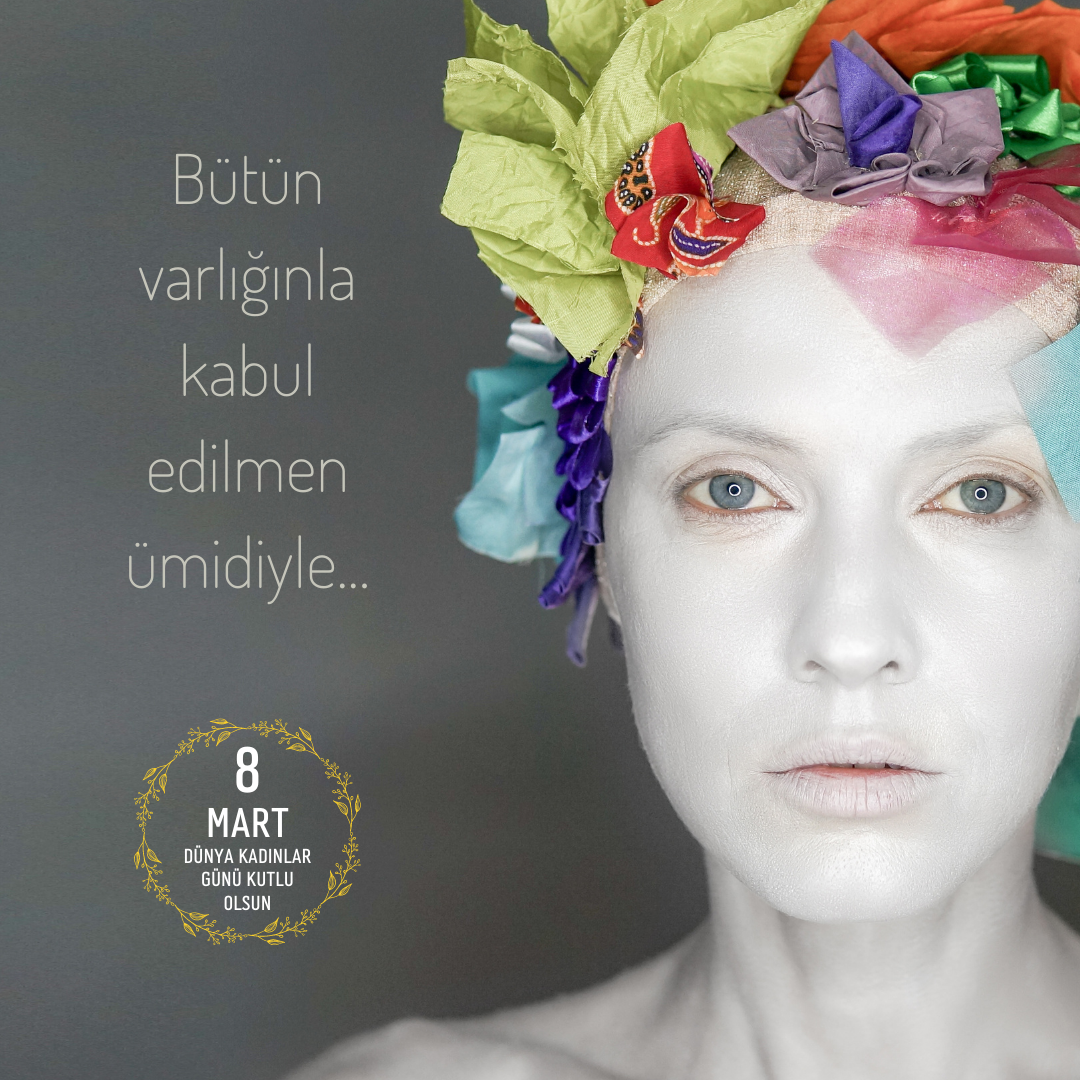 Bütün
varlığınla
kabul
edilmen
ümidiyle...
8
MART
DÜNYA KADINLAR
GÜNÜ KUTLU
OLSUN